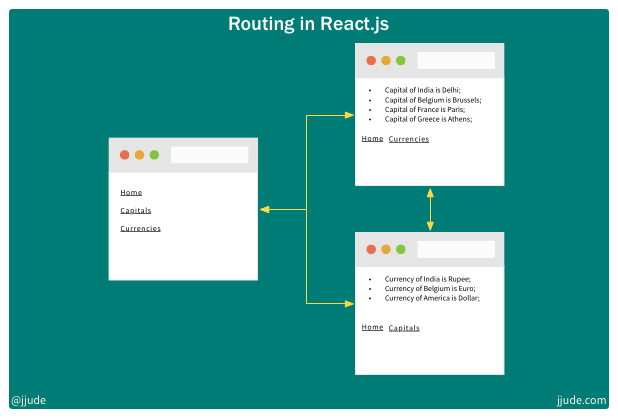 Routing in React.js
Home
Capitals
Currencies
• Capital of India is Delhi;
• Capital of Belgium is Brussels;
• Capital of France is Paris;
• Capital of Greece is Athens;
Home Currencies
• Currency of India is Rupee;
• Currency of Belgium is Euro;
• Currency of America is Dollar;
Home Capitals
@jjude
jjude.com